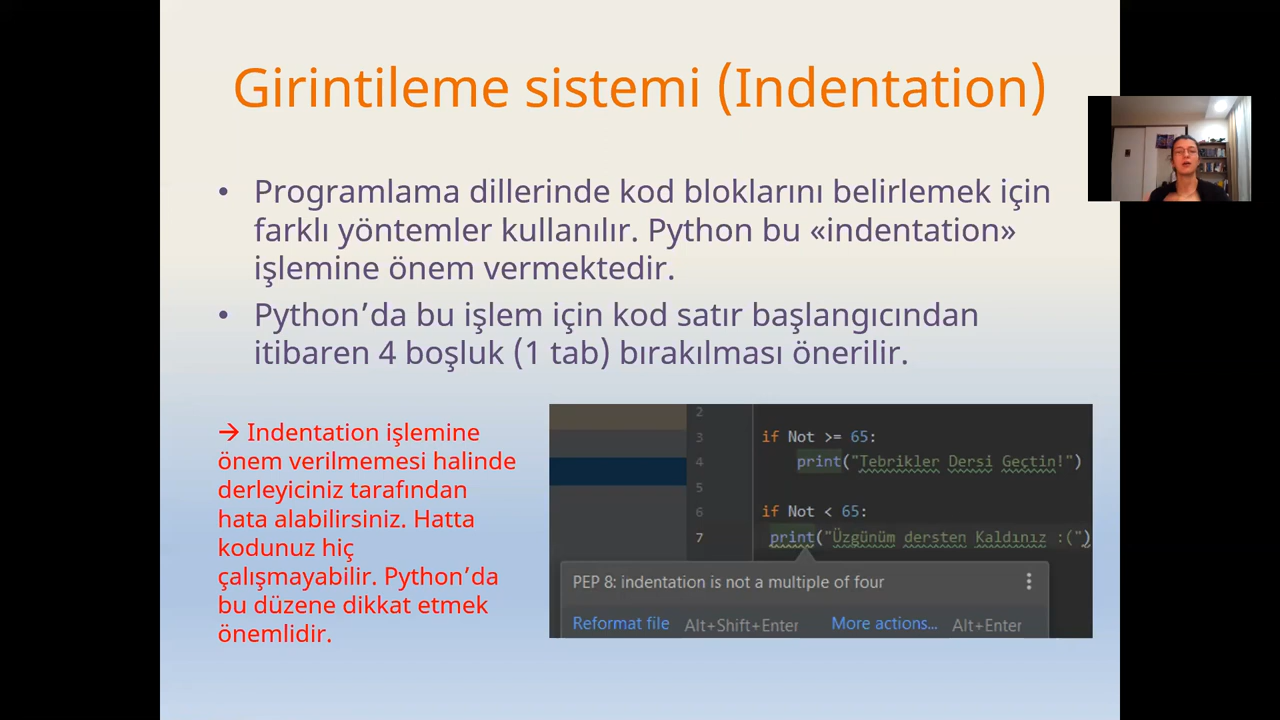 Girintileme sistemi (Indentation)
• Programlama dillerinde kod bloklarını belirlemek için
farklı yöntemler kullanılır. Python bu «indentation»
işlemine önem vermektedir.
• Python’da bu işlem için kod satır başlangıcından
itibaren 4 boşluk (1 tab) bırakılması önerilir.
→ Indentation işlemine
önem verilmemesi halinde
derleyiciniz tarafından
hata alabilirsiniz. Hatta
kodunuz hiç
çalışmayabilir. Python’da
bu düzene dikkat etmek
önemlidir.
2
3 if Not >= 65:
4 print("Tebrikler Dersi Geçtin!")
5
6 if Not < 65:
7 print("Üzgünüm dersten Kaldınız :(")
PEP 8: indentation is not a multiple of four
Reformat file Alt+Shift+Enter More actions... Alt+Enter